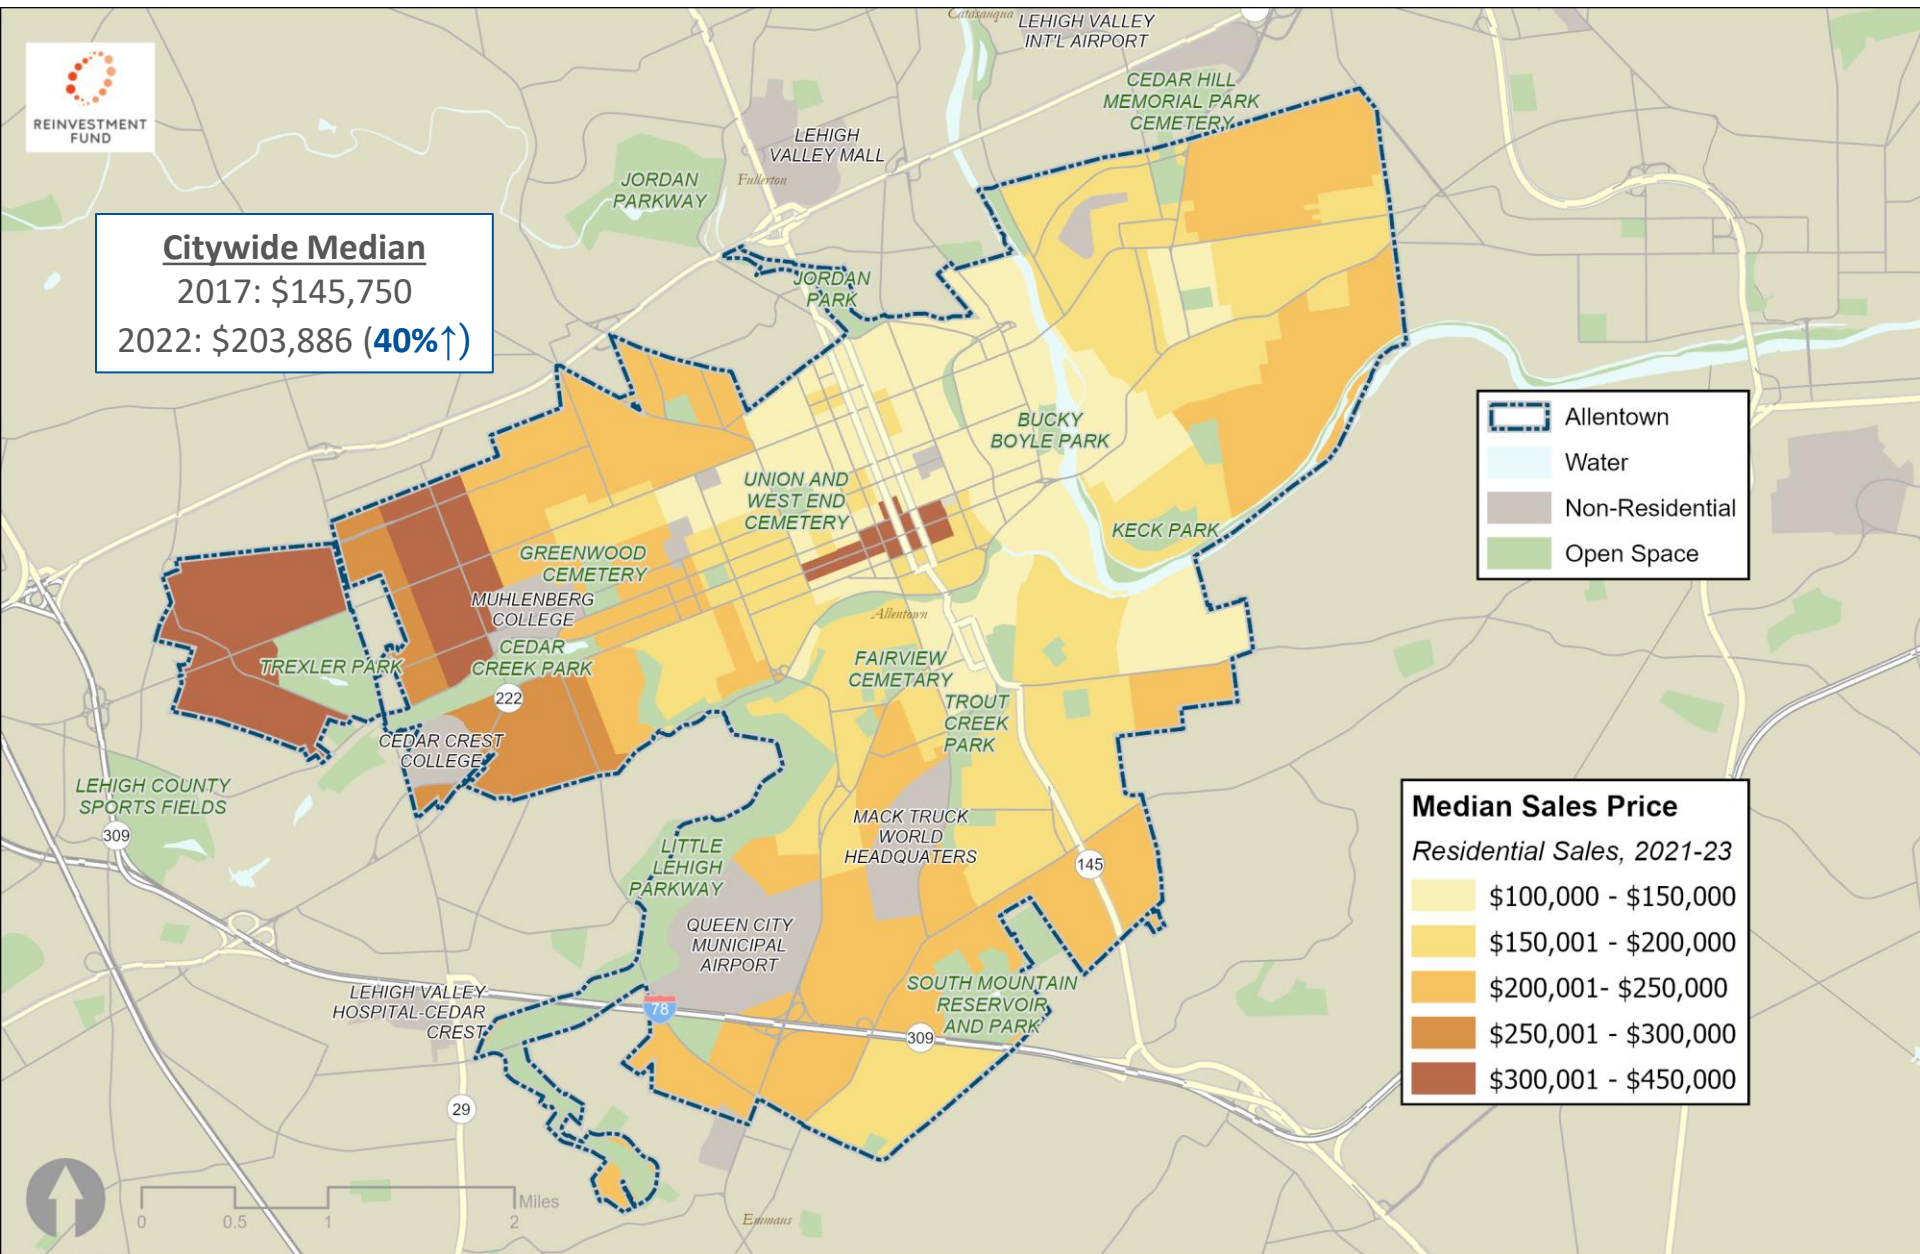 Catasauqua
LEHIGH VALLEY
INT'L AIRPORT
REINVESTMENT
FUND
CEDAR HILL
MEMORIAL PARK
CEMETERY
LEHIGH
VALLEY MALL
JORDAN
PARKWAY
Fullerton
Citywide Median
2017: $145,750
2022: $203,886 (40%↑)
JORDAN
PARK
Allentown
Water
Non-Residential
Open Space
BUCKY
BOYLE PARK
UNION AND
WEST END
CEMETERY
KECK PARK
GREENWOOD
CEMETERY
MUHLENBERG
COLLEGE
Allentown
CEDAR
CREEK PARK
TREXLER PARK
222
FAIRVIEW
CEMETARY
TROUT
CREEK
PARK
CEDAR CREST
COLLEGE
LEHIGH COUNTY
SPORTS FIELDS
309
MACK TRUCK
WORLD
HEADQUATERS
LITTLE
LEHIGH
PARKWAY
145
Median Sales Price
Residential Sales, 2021-23
$100,000 - $150,000
$150,001 - $200,000
$200,001- $250,000
$250,001 - $300,000
$300,001 - $450,000
QUEEN CITY
MUNICIPAL
AIRPORT
LEHIGH VALLEY
HOSPITAL-CEDAR
CREST
78
SOUTH MOUNTAIN
RESERVOIR
AND PARK
309
29
Miles
0 0.5 1 2
Emmaus